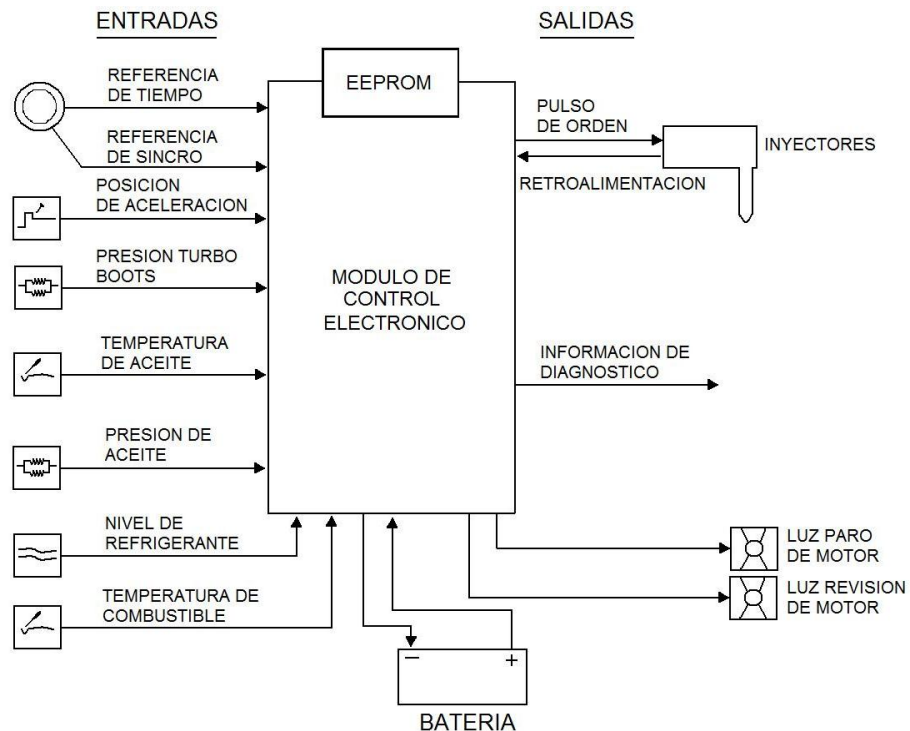 ENTRADAS
SALIDAS
EEPROM
REFERENCIA
DE TIEMPO
REFERENCIA
DE SINCRO
POSICION
DE ACELERACION
PRESION TURBO
BOOTS
TEMPERATURA
DE ACEITE
PRESION DE
ACEITE
NIVEL DE
REFRIGERANTE
TEMPERATURA DE
COMBUSTIBLE
MODULO DE
CONTROL
ELECTRONICO
PULSO
DE ORDEN
INYECTORES
RETROALIMENTACION
INFORMACION DE
DIAGNOSTICO
LUZ PARO
DE MOTOR
LUZ REVISION
DE MOTOR
− +
BATERIA